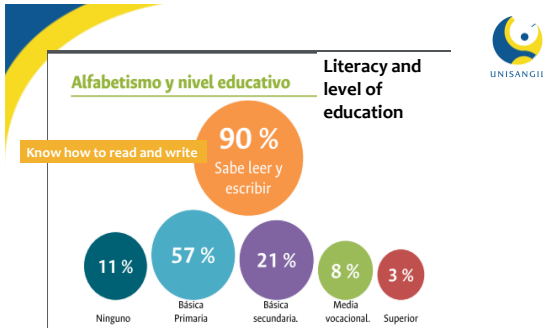 UNISANGIL
Alfabetismo y nivel educativo
Literacy and
level of
education
Know how to read and write
90 %
Sabe leer y
escribir
11 %
57 %
21 %
8 %
3 %
Ninguno
Básica
Primaria
Básica
secundaria.
Media
vocacional.
Superior